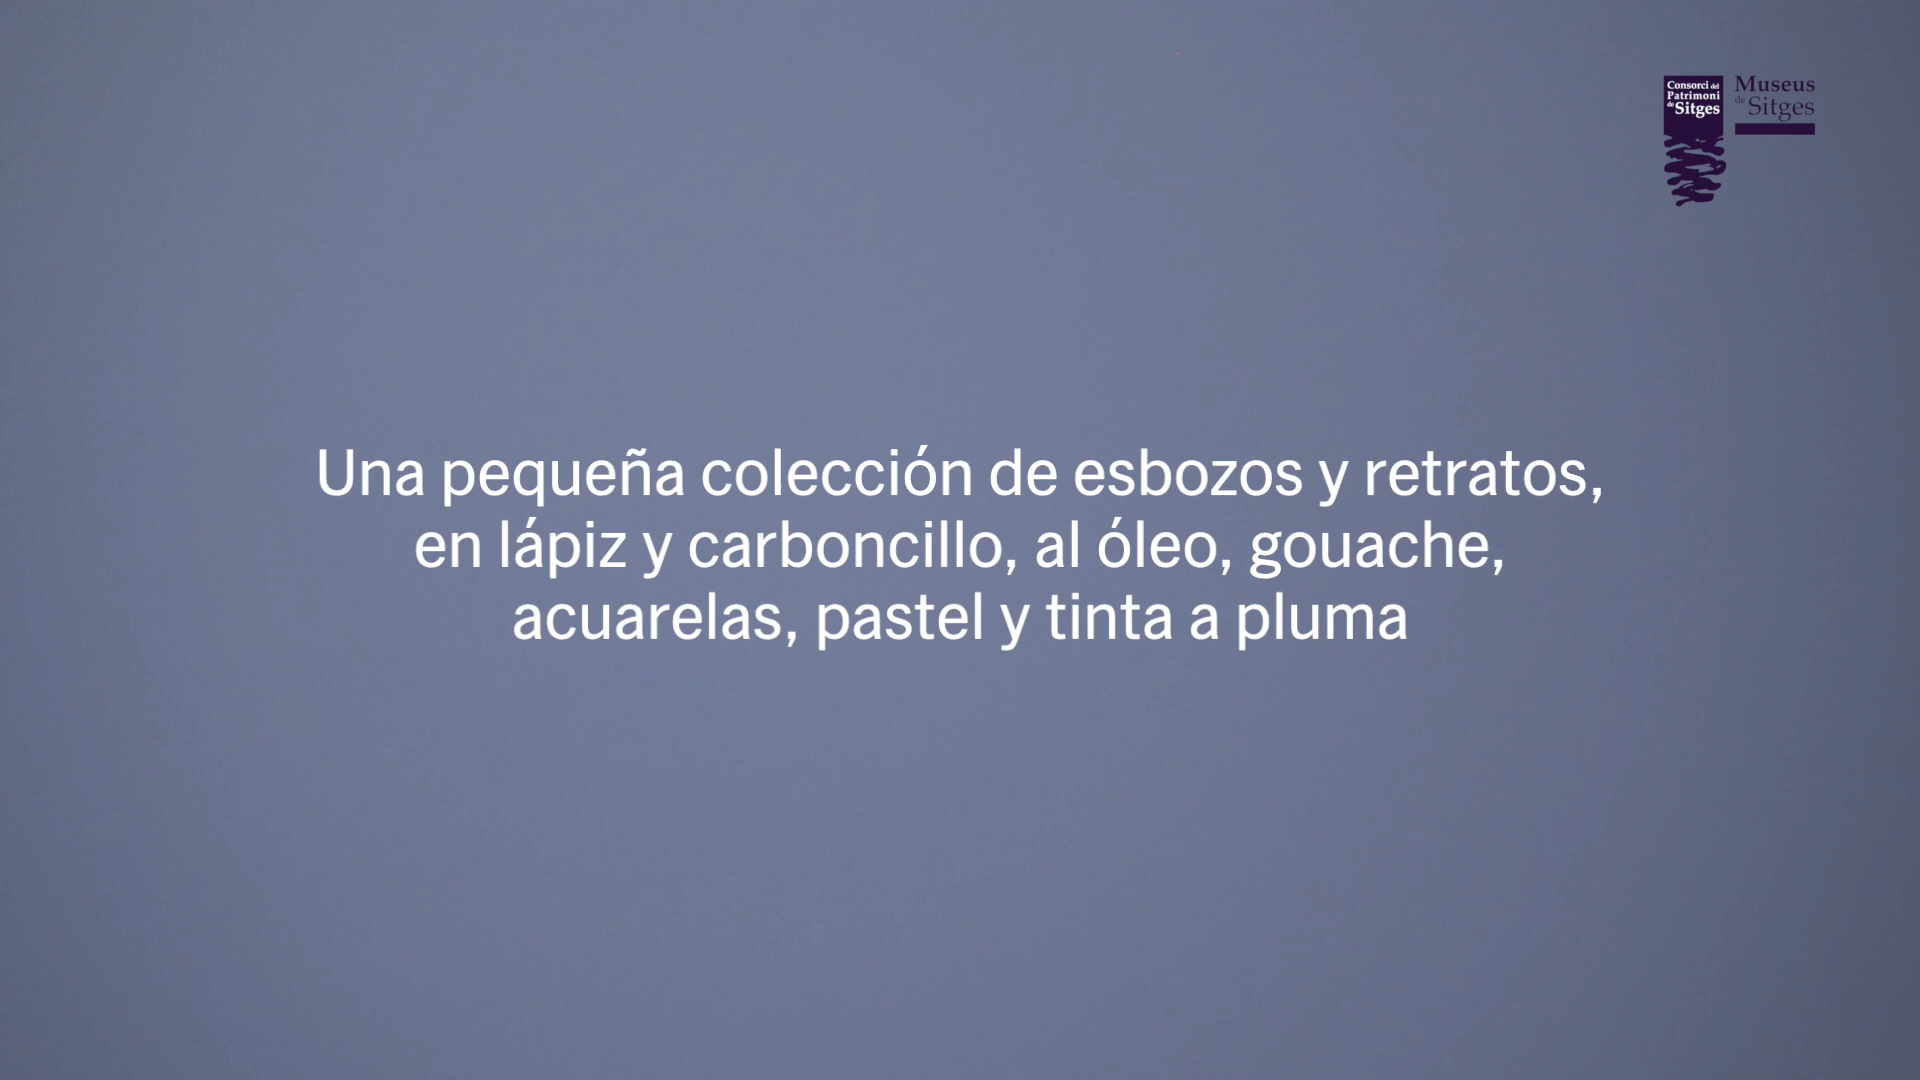 Consorci del
Patrimoni
de Sitges
Museus
de Sitges
Una pequeña colección de esbozos y retratos,
en lápiz y carboncillo, al óleo, gouache,
acuarelas, pastel y tinta a pluma